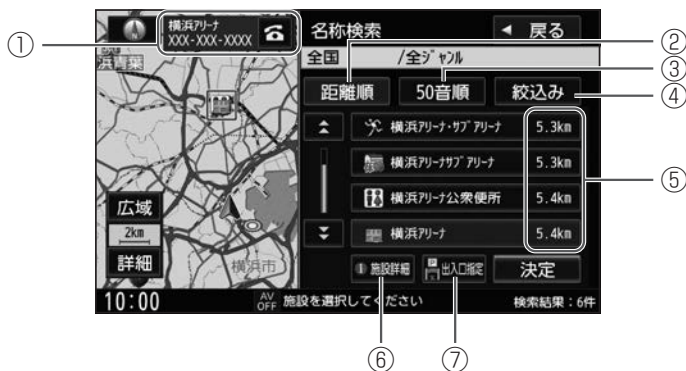 ①
横浜アリーナ
XXX-XXX-XXXX
名称検索
戻る
②
全国 /全ジャンル
③
距離順 50音順 絞込み
④
横浜アリーナ・サブアリーナ 5.3km
横浜アリーナサブアリーナ 5.3km
⑤
横浜アリーナ公衆便所 5.4km
横浜アリーナ 5.4km
浜青葉
広域
2km
詳細
横浜市
施設詳細 出入口指定 決定
10:00 AV OFF 施設を選択してください 検索結果:6件
⑥ ⑦